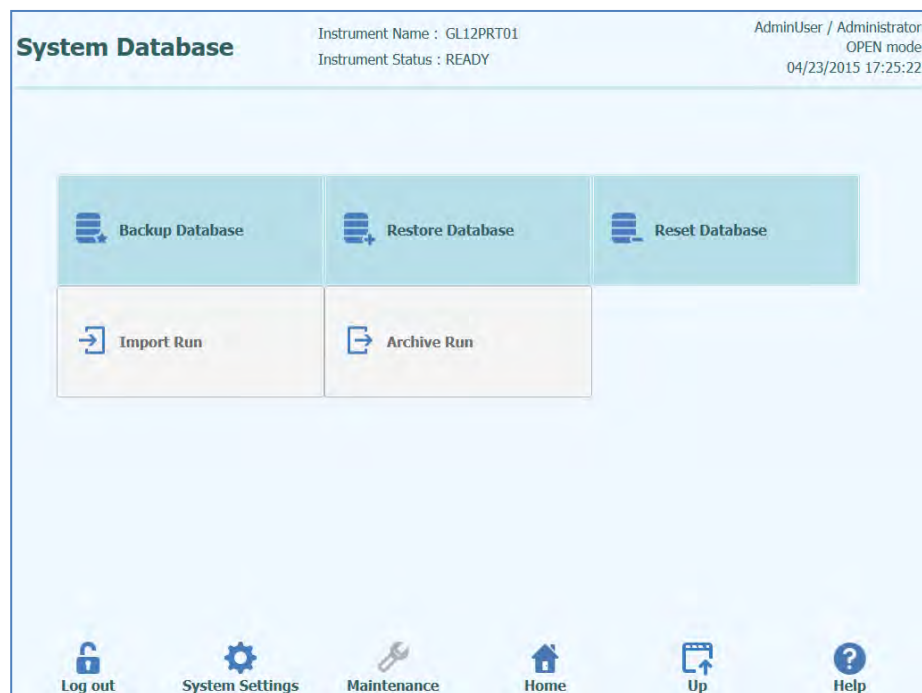 System Database
Instrument Name : GL12PRT01
Instrument Status : READY
AdminUser / Administrator
OPEN mode
04/23/2015 17:25:22
Backup Database
Restore Database
Reset Database
Import Run
Archive Run
Log out
System Settings
Maintenance
Home
Up
Help